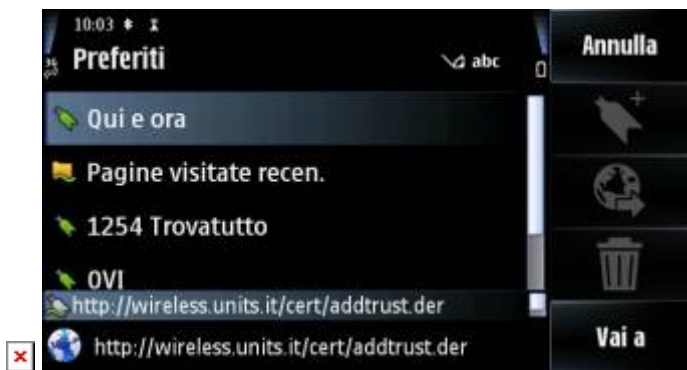 10:03
Preferiti
abc
Annulla
Qui e ora
Pagine visitate recen.
1254 Trovatutto
OVI
http://wireless.units.it/cert/addtrust.der
http://wireless.units.it/cert/addtrust.der
Vai a